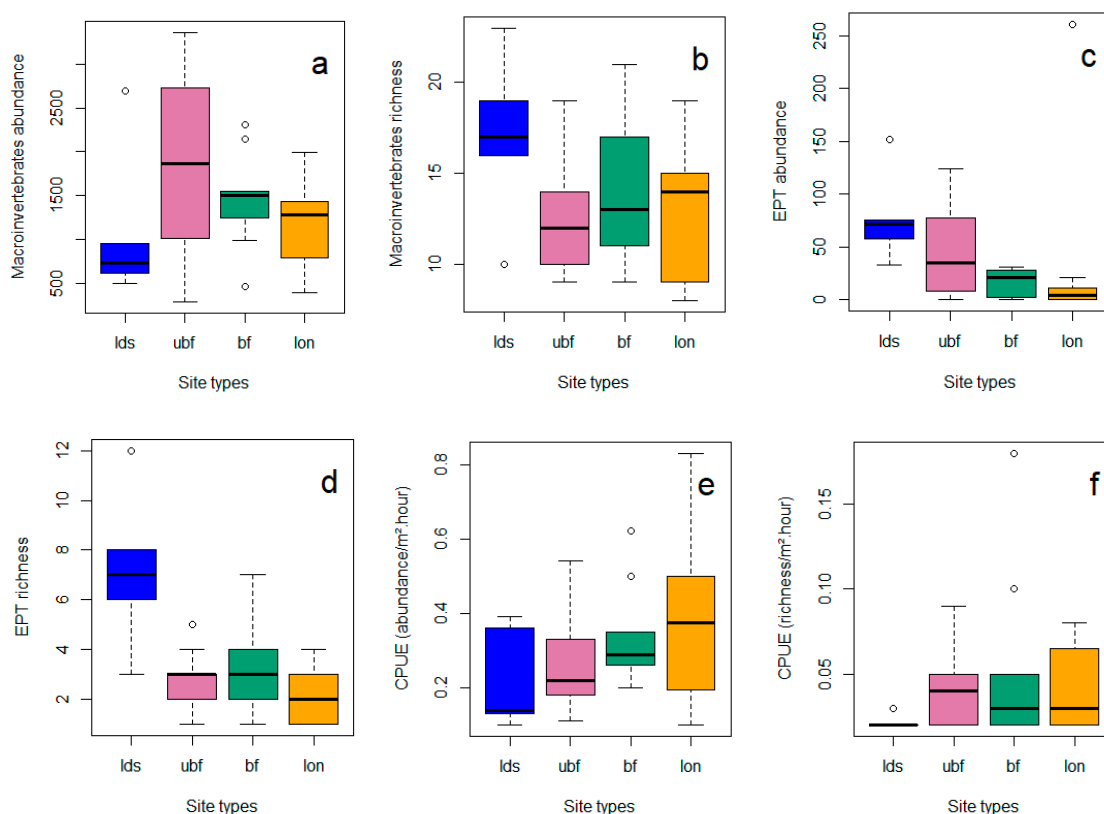 a
Macroinvertebrates abundance
2500
1500
500
lds ubf bf lon
Site types
b
Macroinvertebrates richness
20
15
10
lds ubf bf lon
Site types
c
EPT abundance
250
200
150
100
50
0
lds ubf bf lon
Site types
d
EPT richness
12
10
8
6
4
2
lds ubf bf lon
Site types
e
CPUE (abundance/m².hour)
0.8
0.6
0.4
0.2
lds ubf bf lon
Site types
f
CPUE (richness/m².hour)
0.15
0.10
0.05
lds ubf bf lon
Site types